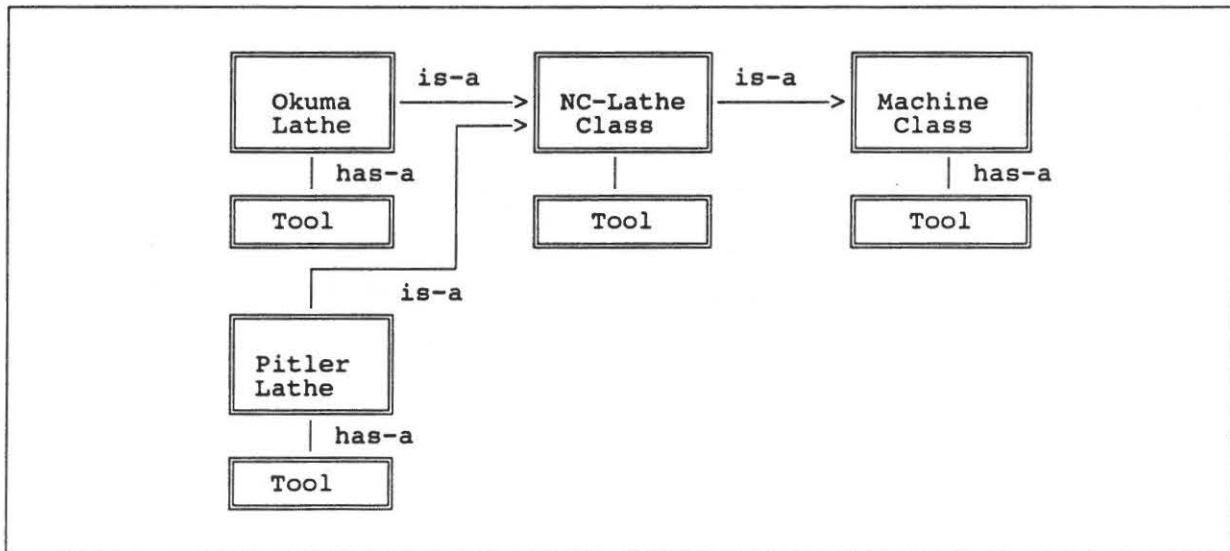 is-a
is-a
Okuma
Lathe
NC-Lathe
Class
Machine
Class
has-a
has-a
Tool
Tool
Tool
is-a
Pitler
Lathe
has-a
Tool